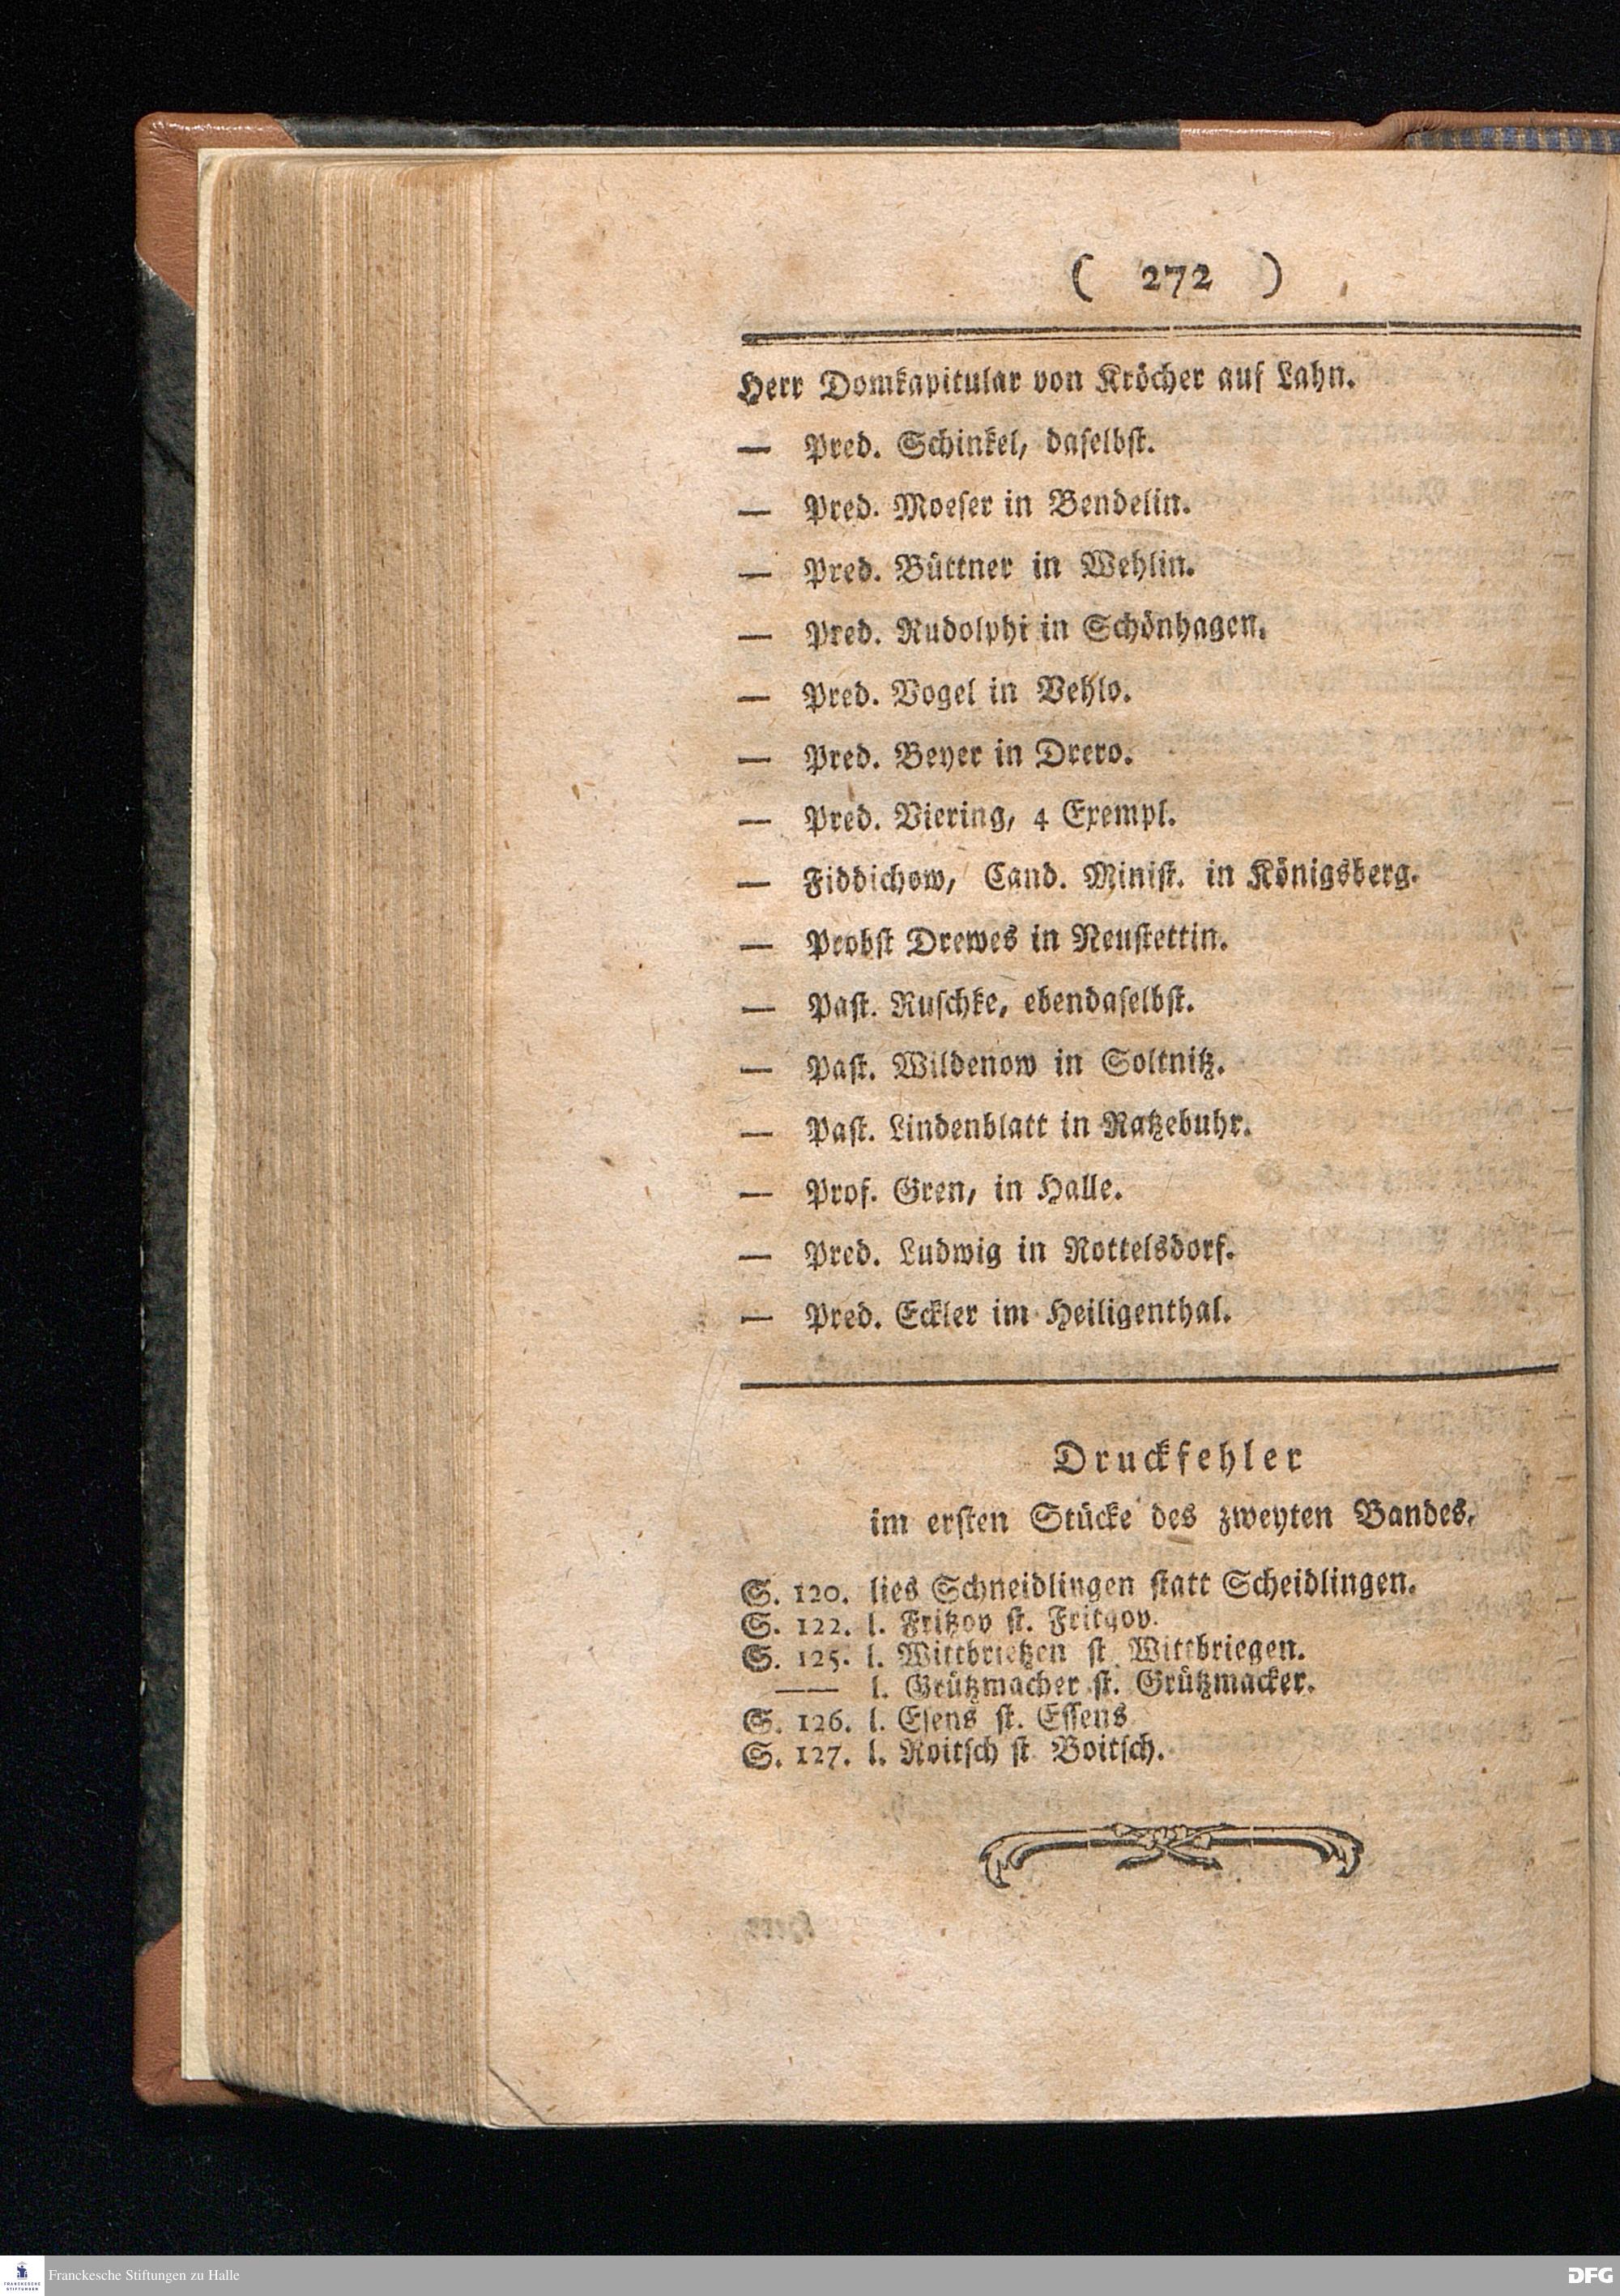 ( 272 )
Herr Domkapitular von Kröcher auf Lahn.
— Pred. Schinkel, daſelbſt.
— Pred. Moeſer in Bendelin.
— Pred. Büttner in Wehlin.
— Pred. Rudolphi in Schönhagen.
— Pred. Vogel in Vehlo.
— Pred. Beyer in Drero.
— Pred. Viering, 4 Exempl.
— Fiddichow, Cand. Miniſt. in Königsberg.
— Probſt Drewes in Neuſtettin.
— Paſt. Ruſchke, ebendaſelbſt.
— Paſt. Wildenow in Soltnitz.
— Paſt. Lindenblatt in Ratzebuhr.
— Prof. Gren, in Halle.
— Pred. Ludwig in Rottelsdorf.
— Pred. Eckler im Heiligenthal.
Druckfehler
im erſten Stücke des zweyten Bandes.
S. 120. lies Schneidlingen ſtatt Scheidlingen.
S. 122. l. Fritzov ſt. Fritgov.
S. 125. l. Wittbrietzen ſt. Wittbriegen.
—— l. Grützmacher ſt. Grützmacker.
S. 126. l. Eſens ſt. Eſſens
S. 127. l. Roitſch ſt Boitſch.
FRANCKESCHE STIFTUNGEN
Franckesche Stiftungen zu Halle
DFG